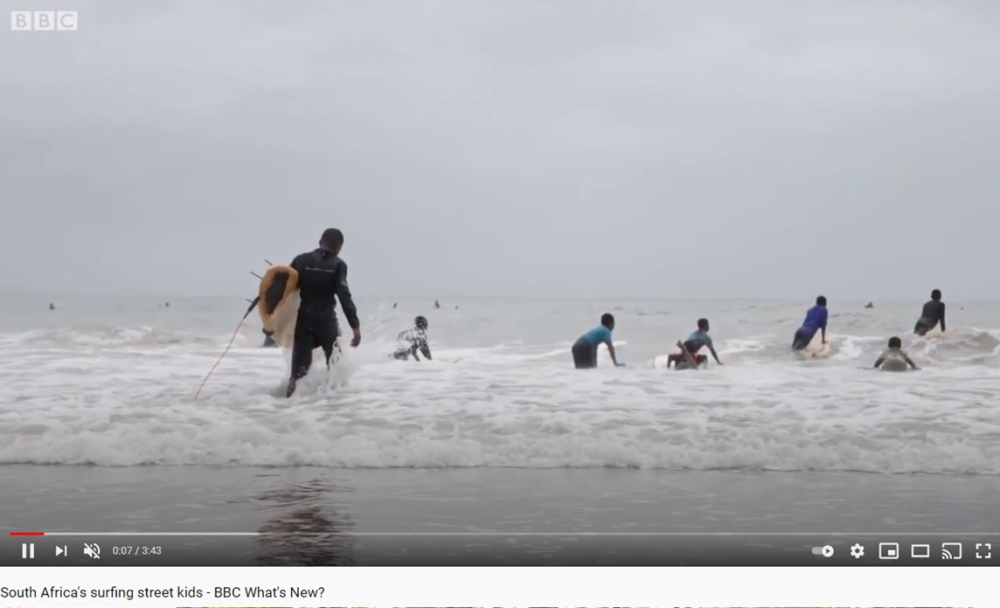 BBC
0:07 / 3:43
South Africa's surfing street kids - BBC What's New?